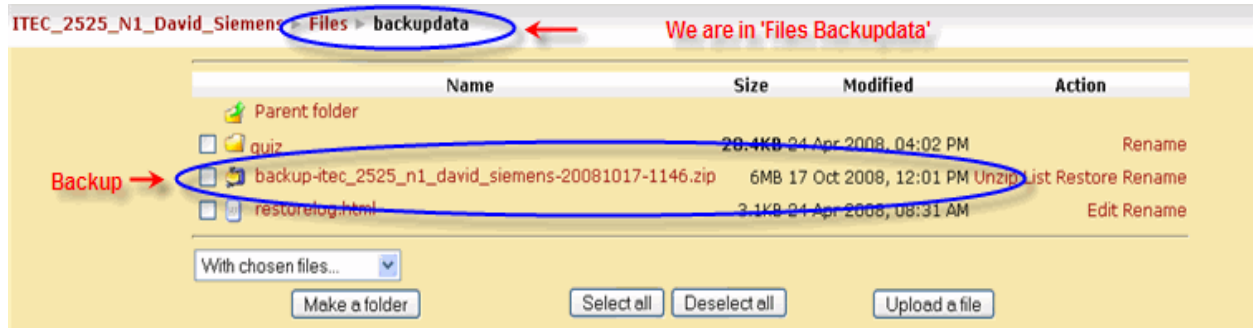 ITEC_2525_N1_David_Siemens ► Files ► backupdata
We are in 'Files Backupdata'
Name Size Modified Action
Parent folder
quiz 28.4KB 24 Apr 2008, 04:02 PM Rename
Backup backup-itec_2525_n1_david_siemens-20081017-1146.zip 6MB 17 Oct 2008, 12:01 PM Unzip List Restore Rename
restorelog.html 3.1KB 24 Apr 2008, 08:31 AM Edit Rename
With chosen files...
Make a folder Select all Deselect all Upload a file